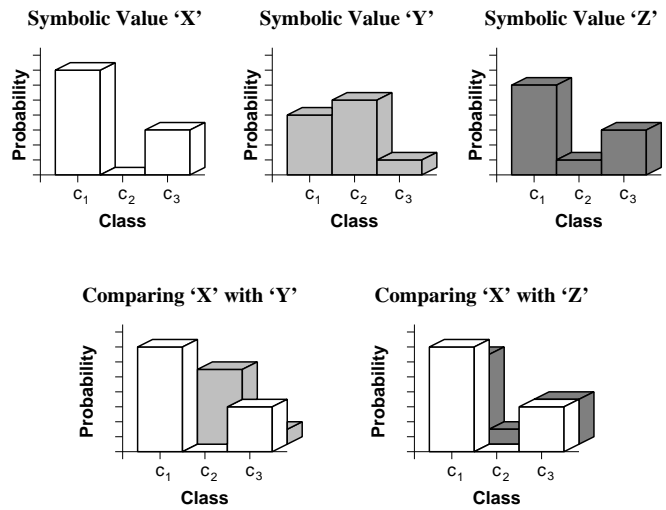 Symbolic Value ‘X’
Symbolic Value ‘Y’
Symbolic Value ‘Z’
Probability
c1 c2 c3
Class
Probability
c1 c2 c3
Class
Probability
c1 c2 c3
Class
Comparing ‘X’ with ‘Y’
Comparing ‘X’ with ‘Z’
Probability
c1 c2 c3
Class
Probability
c1 c2 c3
Class